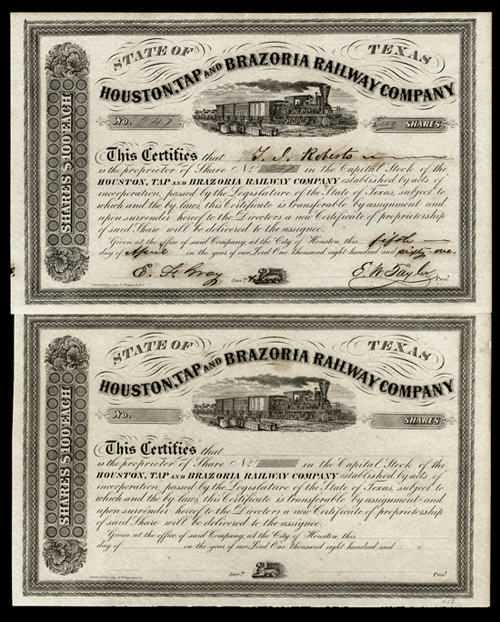 STATE OF TEXAS
HOUSTON, TAP AND BRAZORIA RAILWAY COMPANY
SHARES $100 EACH
No. 541 SHARES
This Certifies that T. I. Roberts
is the proprietor of Share No. 541 in the Capital Stock of the
HOUSTON, TAP AND BRAZORIA RAILWAY COMPANY established by acts of
incorporation, passed by the Legislature of the State of Texas, subject to
which and the by laws, this Certificate is transferable by assignment and
upon surrender hereof to the Directors a new Certificate of proprietorship
of said Share will be delivered to the assignee.
Given at the office of said Company, at the City of Houston, this fifth
day of April in the year of our Lord One thousand eight hundred and sixty one.
E. F. Gray Secy. E. W. Taylor Prest.
STATE OF TEXAS
HOUSTON, TAP AND BRAZORIA RAILWAY COMPANY
SHARES $100 EACH
No. SHARES
This Certifies that
is the proprietor of Share No. in the Capital Stock of the
HOUSTON, TAP AND BRAZORIA RAILWAY COMPANY established by acts of
incorporation, passed by the Legislature of the State of Texas, subject to
which and the by laws, this Certificate is transferable by assignment and
upon surrender hereof to the Directors a new Certificate of proprietorship
of said Share will be delivered to the assignee.
Given at the office of said Company, at the City of Houston, this
day of in the year of our Lord One thousand eight hundred and
Secy. Prest.